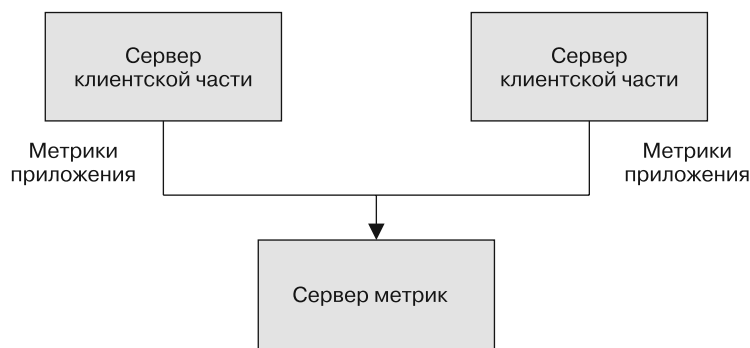 Сервер
клиентской части
Сервер
клиентской части
Метрики
приложения
Метрики
приложения
Сервер метрик